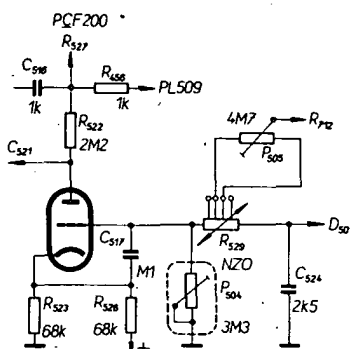 PCF200
R527
C516
1k
R456
1k
PL509
R522
2M2
4M7
R712
P505
C521
C517
M1
R529
D50
NZO
P504
3M3
C524
2k5
R523
68k
R526
68k
+